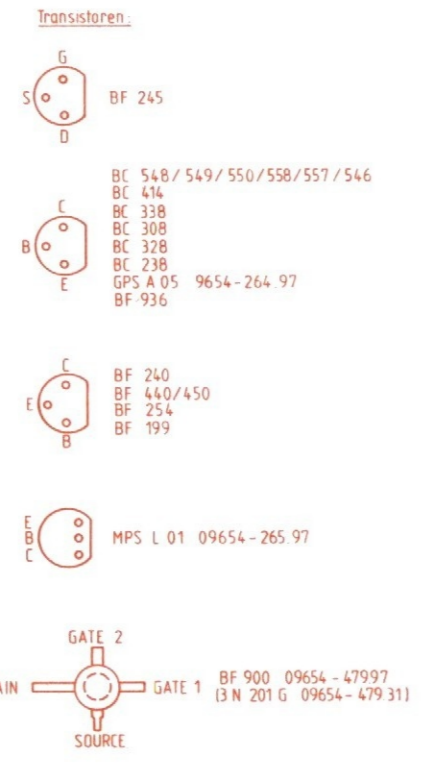 Transistoren:
G
S
BF 245
D
BC 548/549/550/558/557/546
BC 414
C
BC 338
BC 308
B
BC 328
BC 238
E
GPS A 05 9654-264.97
BF-936
C
BF 240
E
BF 440/450
BF 254
BF 199
B
E
B
MPS L 01 09654-265.97
C
GATE 2
AIN
GATE 1
BF 900 09654-47997
(3 N 201 G 09654-479.31)
SOURCE